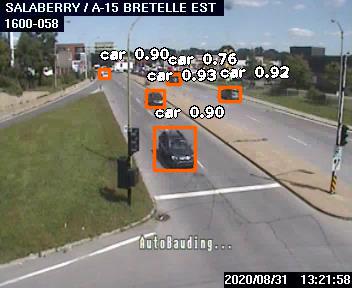 SALABERRY / A-15 BRETELLE EST
1600-058
car 0.90
car 0.76
car 0.93
car 0.92
car 0.90
AutoBauding...
2020/08/31 13:21:58